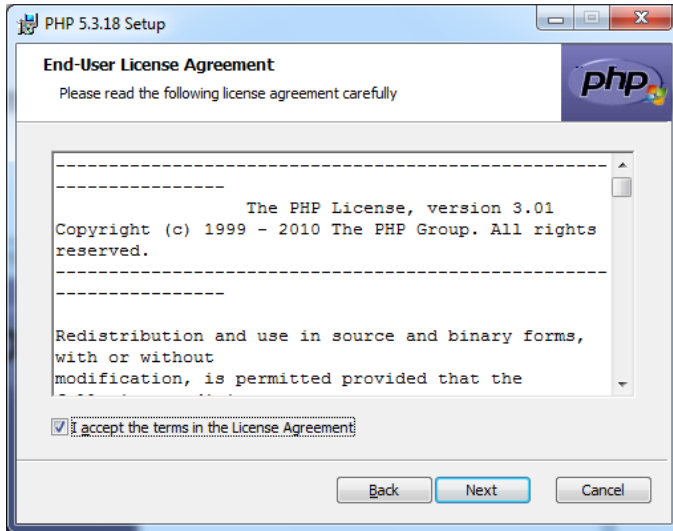 PHP 5.3.18 Setup
End-User License Agreement
Please read the following license agreement carefully
php
----------------------------------------------------
----------------
The PHP License, version 3.01
Copyright (c) 1999 - 2010 The PHP Group. All rights
reserved.
----------------------------------------------------
----------------
Redistribution and use in source and binary forms,
with or without
modification, is permitted provided that the
I accept the terms in the License Agreement
Back
Next
Cancel